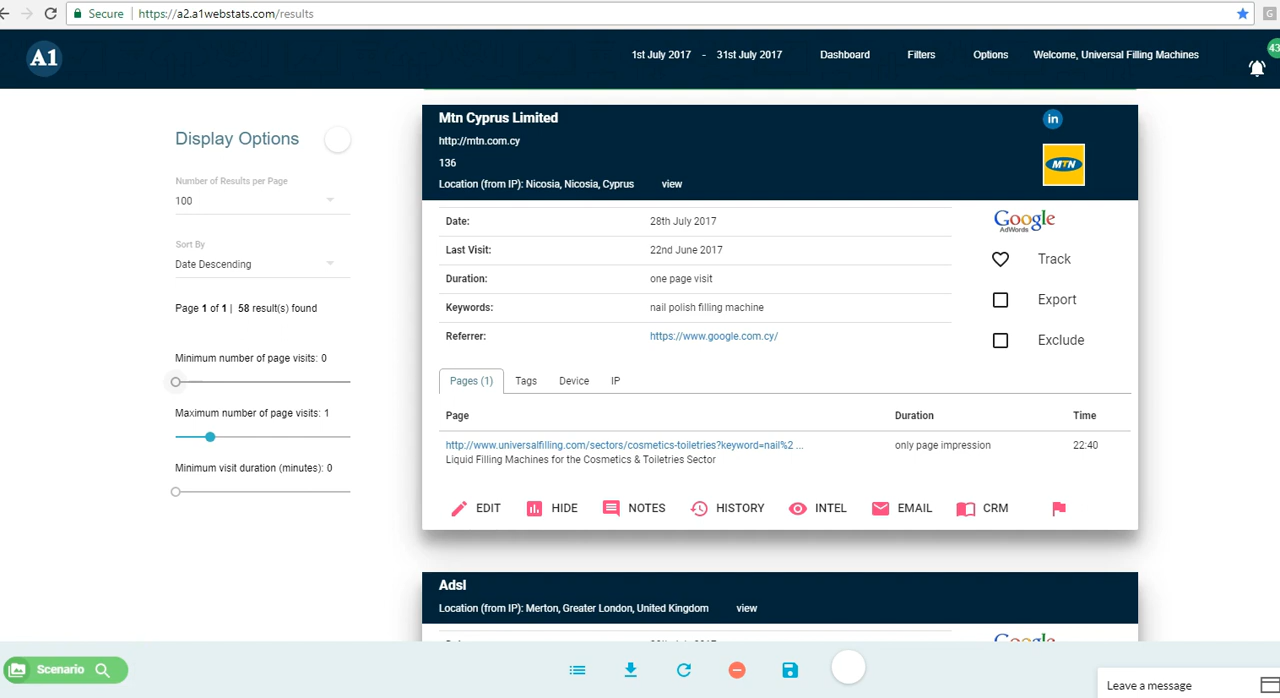 Secure | https://a2.a1webstats.com/results
G
A1
1st July 2017 - 31st July 2017 Dashboard Filters Options Welcome, Universal Filling Machines
43
Display Options
Number of Results per Page
100
Sort By
Date Descending
Page 1 of 1 | 58 result(s) found
Minimum number of page visits: 0
Maximum number of page visits: 1
Minimum visit duration (minutes): 0
Mtn Cyprus Limited
http://mtn.com.cy
136
Location (from IP): Nicosia, Nicosia, Cyprus view
in
MTN
Date: 28th July 2017
Last Visit: 22nd June 2017
Duration: one page visit
Keywords: nail polish filling machine
Referrer: https://www.google.com.cy/
Google
AdWords
Track
Export
Exclude
Pages (1) Tags Device IP
Page Duration Time
http://www.universalfilling.com/sectors/cosmetics-toiletries?keyword=nail%2 ... only page impression 22:40
Liquid Filling Machines for the Cosmetics & Toiletries Sector
EDIT HIDE NOTES HISTORY INTEL EMAIL CRM
Adsl
Location (from IP): Merton, Greater London, United Kingdom view
Google
Scenario
Leave a message